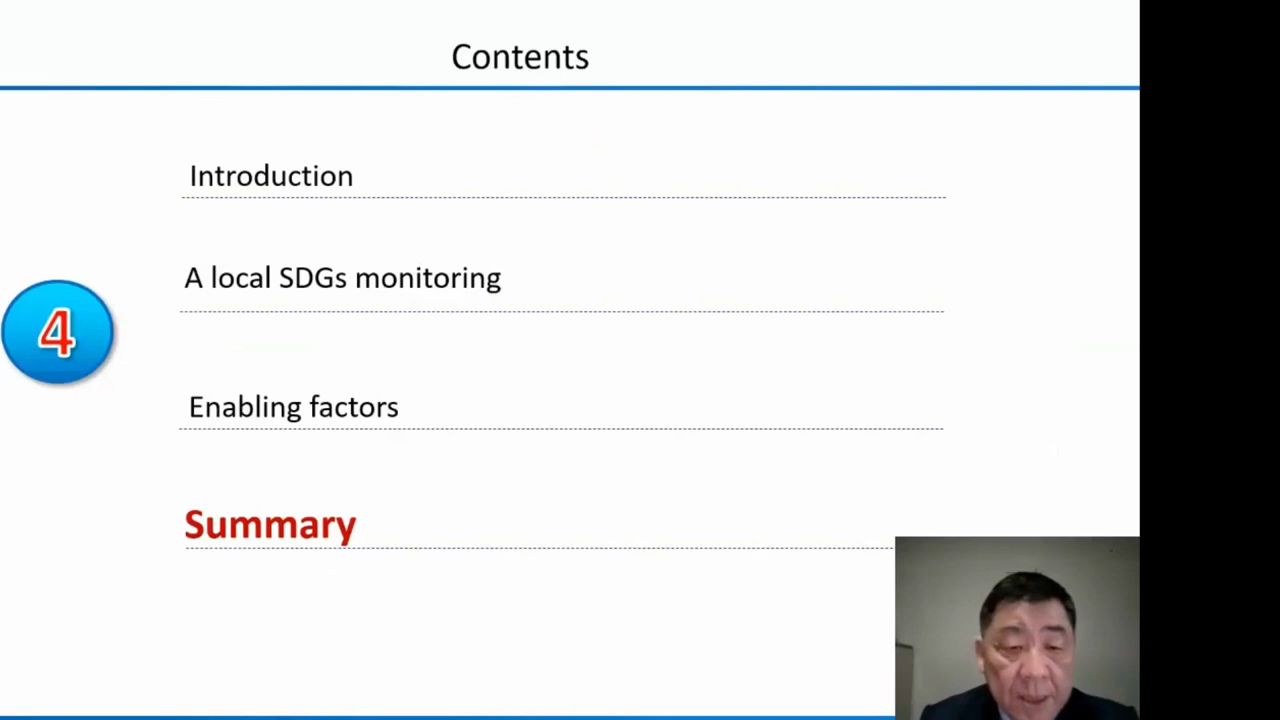 Contents
Introduction
A local SDGs monitoring
4
Enabling factors
Summary